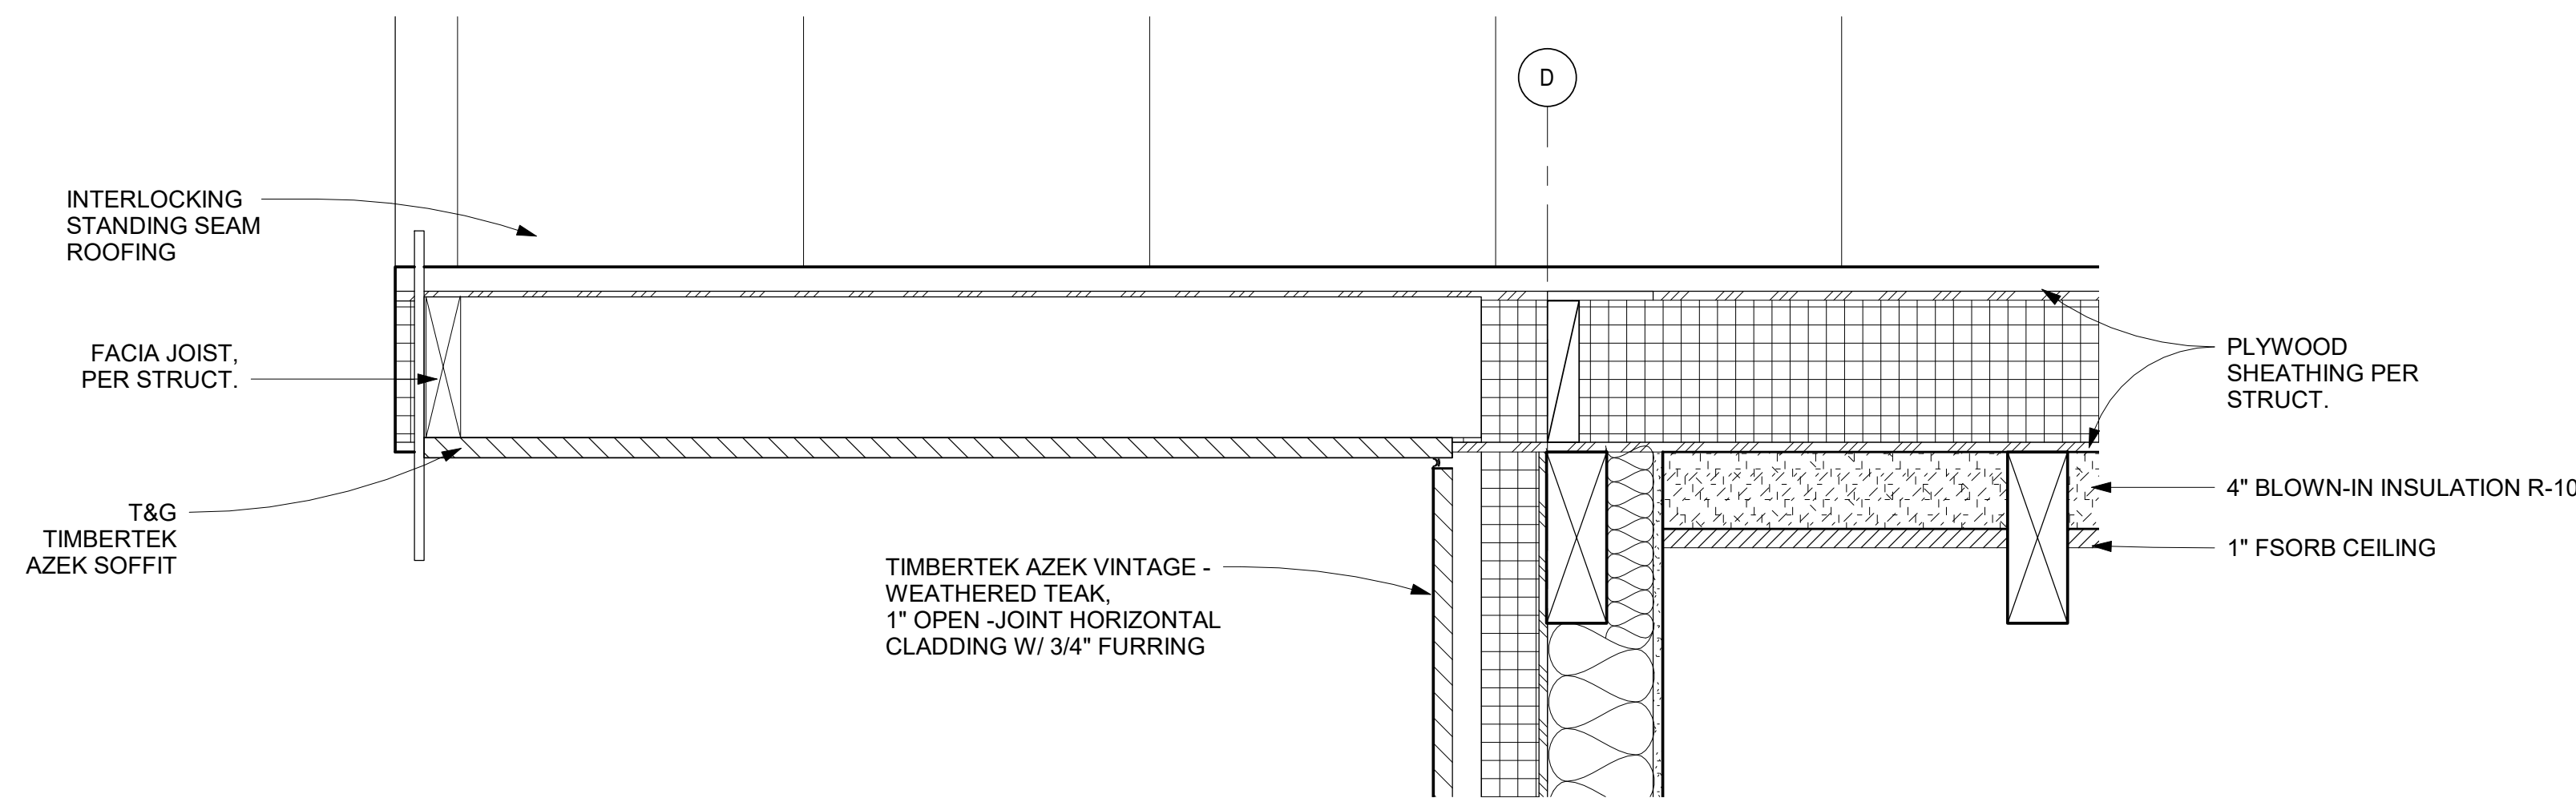 D
INTERLOCKING
STANDING SEAM
ROOFING
FACIA JOIST,
PER STRUCT.
PLYWOOD
SHEATHING PER
STRUCT.
T&G
TIMBERTEK
AZEK SOFFIT
4" BLOWN-IN INSULATION R-10
1" FSORB CEILING
TIMBERTEK AZEK VINTAGE -
WEATHERED TEAK,
1" OPEN -JOINT HORIZONTAL
CLADDING W/ 3/4" FURRING